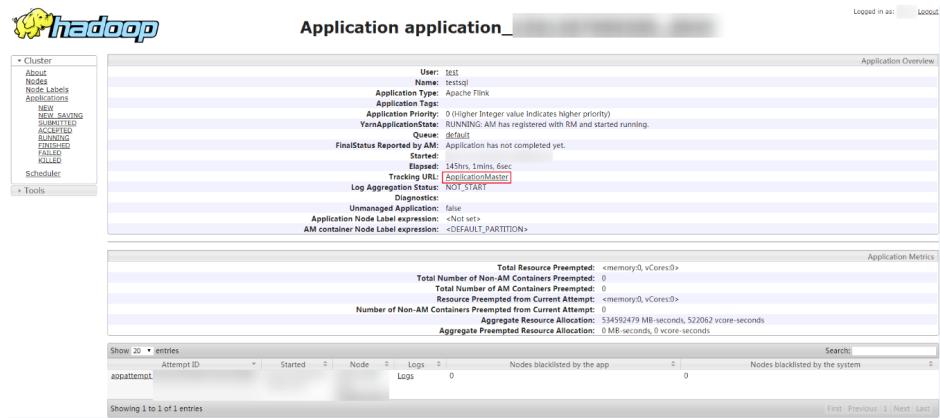 Logged in as: Logout
hadoop
Application application_
Cluster
About
Nodes
Node Labels
Applications
NEW
NEW_SAVING
SUBMITTED
ACCEPTED
RUNNING
FINISHED
FAILED
KILLED
Scheduler
Tools
Application Overview
User: test
Name: testsql
Application Type: Apache Flink
Application Tags:
Application Priority: 0 (Higher Integer value indicates higher priority)
YarnApplicationState: RUNNING: AM has registered with RM and started running.
Queue: default
FinalStatus Reported by AM: Application has not completed yet.
Started:
Elapsed: 145hrs, 1mins, 6sec
Tracking URL: ApplicationMaster
Log Aggregation Status: NOT_START
Diagnostics:
Unmanaged Application: false
Application Node Label expression: <Not set>
AM container Node Label expression: <DEFAULT_PARTITION>
Application Metrics
Total Resource Preempted: <memory:0, vCores:0>
Total Number of Non-AM Containers Preempted: 0
Total Number of AM Containers Preempted: 0
Resource Preempted from Current Attempt: <memory:0, vCores:0>
Number of Non-AM Containers Preempted from Current Attempt: 0
Aggregate Resource Allocation: 534592479 MB-seconds, 522062 vcore-seconds
Aggregate Preempted Resource Allocation: 0 MB-seconds, 0 vcore-seconds
Show 20 entries Search:
Attempt ID Started Node Logs Nodes blacklisted by the app Nodes blacklisted by the system
appattempt Logs 0 0
Showing 1 to 1 of 1 entries First Previous 1 Next Last